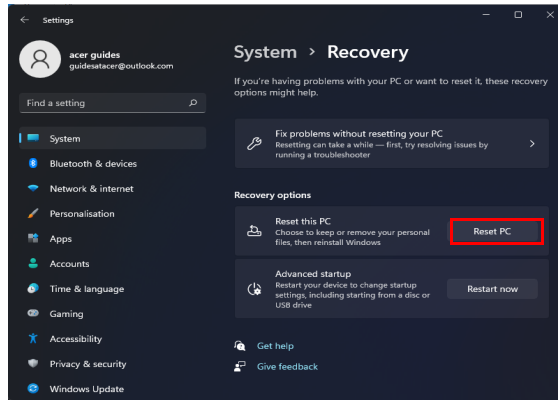 Settings
acer guides
guidesatacer@outlook.com
Find a setting
System
Bluetooth & devices
Network & internet
Personalisation
Apps
Accounts
Time & language
Gaming
Accessibility
Privacy & security
Windows Update
System > Recovery
If you're having problems with your PC or want to reset it, these recovery
options might help.
Fix problems without resetting your PC
Resetting can take a while — first, try resolving issues by
running a troubleshooter
Recovery options
Reset this PC
Choose to keep or remove your personal
files, then reinstall Windows
Reset PC
Advanced startup
Restart your device to change startup
settings, including starting from a disc or
USB drive
Restart now
Get help
Give feedback